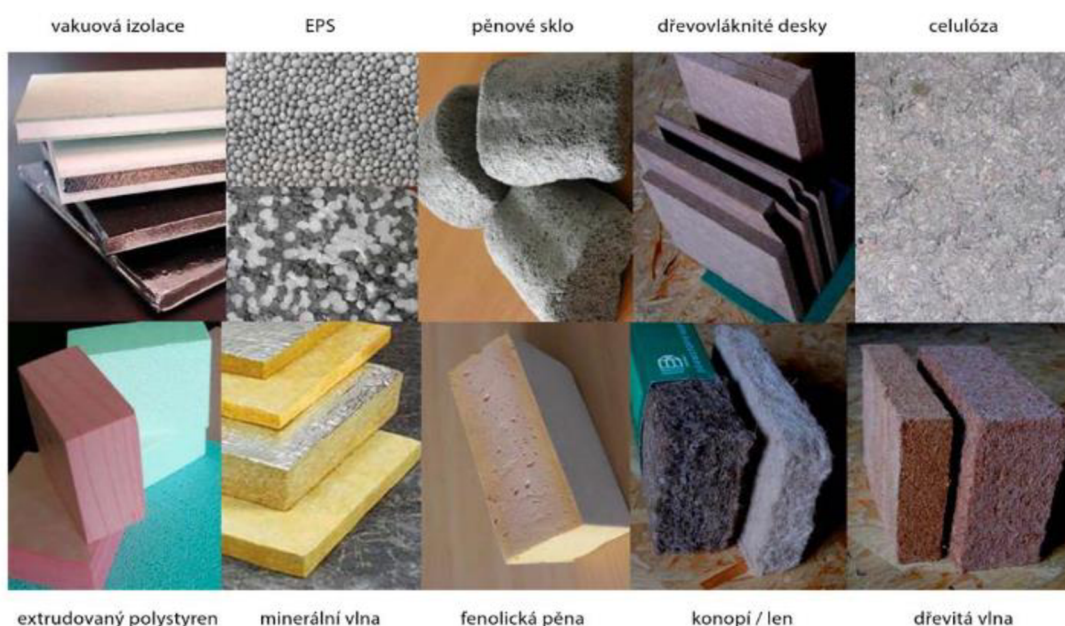 vakuová izolace EPS pěnové sklo dřevovláknité desky celulóza
extrudovaný polystyren minerální vlna fenolická pěna konopí / len dřevitá vlna